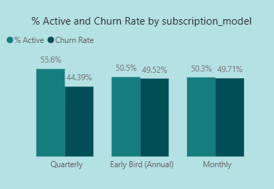 % Active and Churn Rate by subscription_model
% Active Churn Rate
55.6% 44.39% 50.5% 49.52% 50.3% 49.71%
Quarterly Early Bird (Annual) Monthly